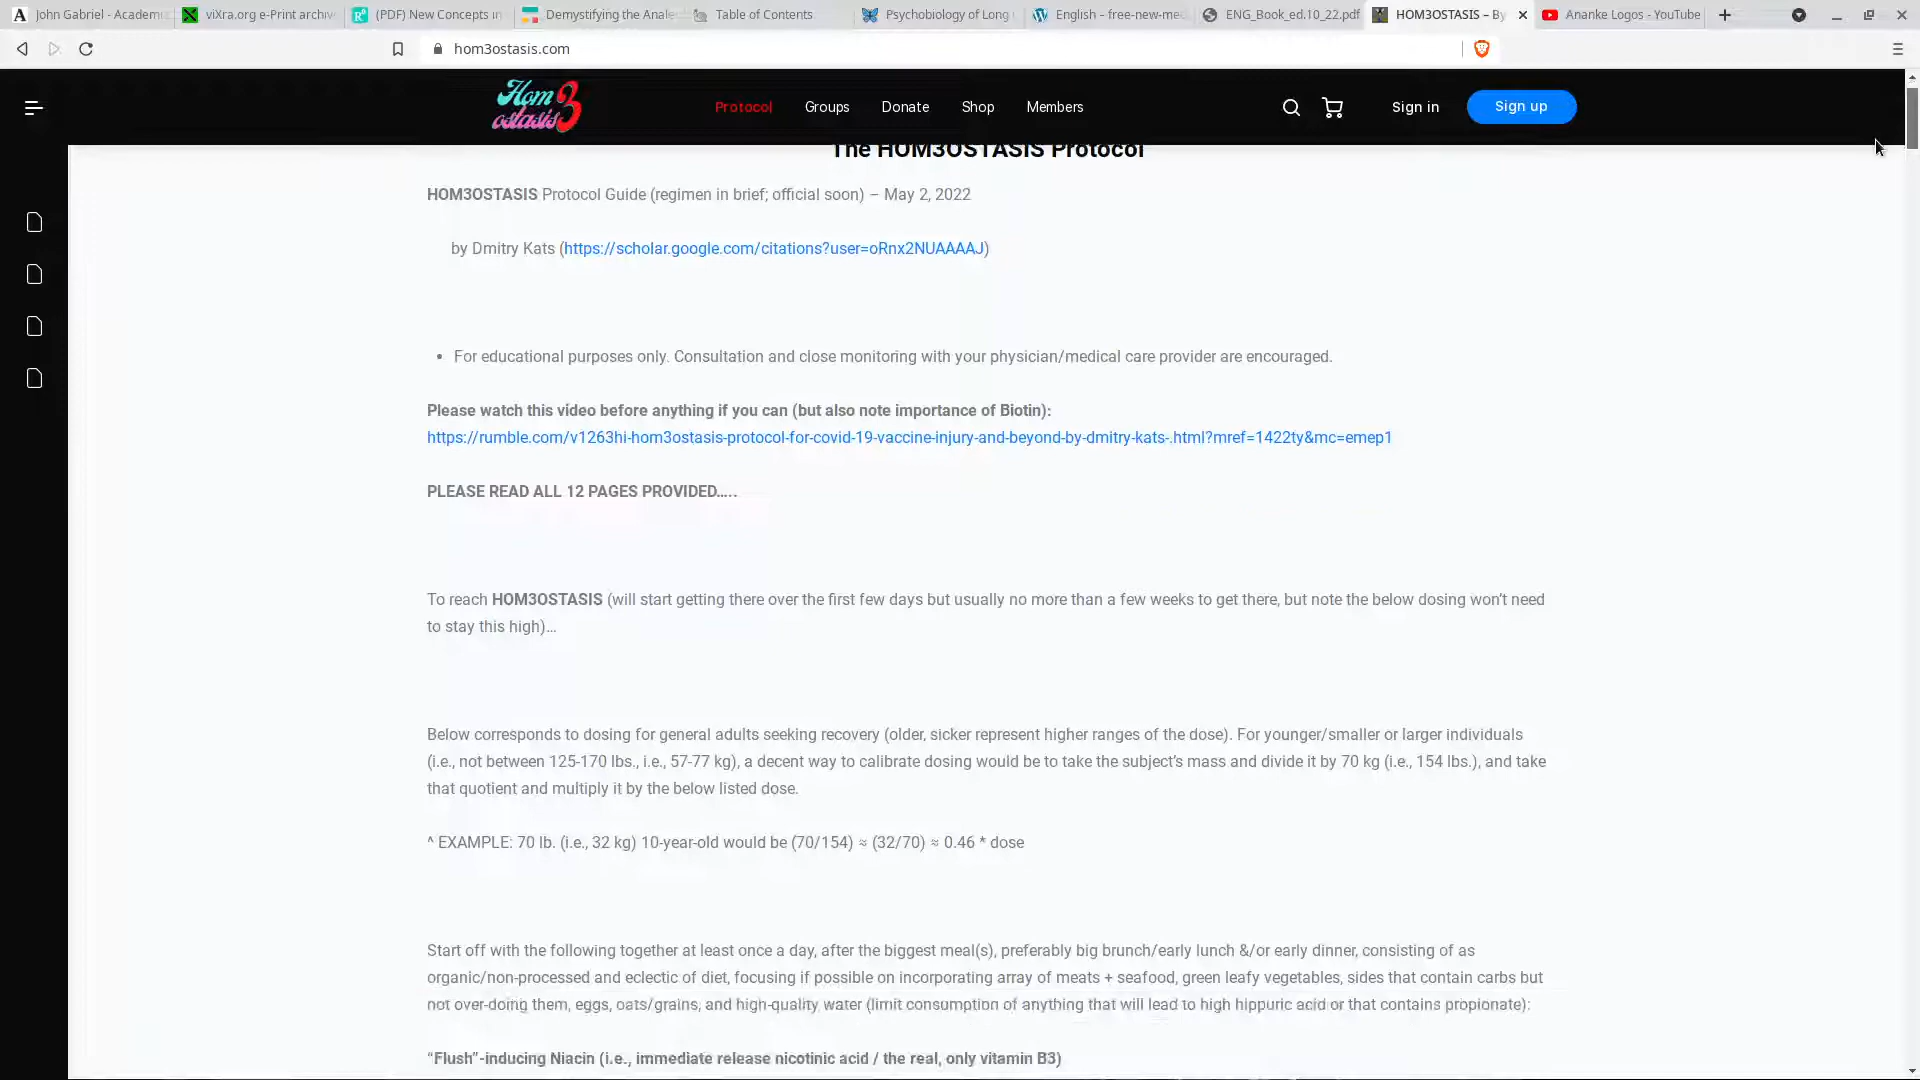 John Gabriel - Academi
viXra.org e-Print archiv
(PDF) New Concepts in
Demystifying the Anale
Table of Contents
Psychobiology of Long
English – free-new-med
ENG_Book_ed.10_22.pdf
HOM3OSTASIS – By
Ananke Logos - YouTube
hom3ostasis.com
Hom3
ostasis
Protocol
Groups
Donate
Shop
Members
Sign in
Sign up
The HOM3OSTASIS Protocol
HOM3OSTASIS Protocol Guide (regimen in brief; official soon) – May 2, 2022
by Dmitry Kats (https://scholar.google.com/citations?user=oRnx2NUAAAAJ)
• For educational purposes only. Consultation and close monitoring with your physician/medical care provider are encouraged.
Please watch this video before anything if you can (but also note importance of Biotin):
https://rumble.com/v1263hi-hom3ostasis-protocol-for-covid-19-vaccine-injury-and-beyond-by-dmitry-kats-.html?mref=1422ty&mc=emep1
PLEASE READ ALL 12 PAGES PROVIDED…..
To reach HOM3OSTASIS (will start getting there over the first few days but usually no more than a few weeks to get there, but note the below dosing won’t need
to stay this high)…
Below corresponds to dosing for general adults seeking recovery (older, sicker represent higher ranges of the dose). For younger/smaller or larger individuals
(i.e., not between 125-170 lbs., i.e., 57-77 kg), a decent way to calibrate dosing would be to take the subject’s mass and divide it by 70 kg (i.e., 154 lbs.), and take
that quotient and multiply it by the below listed dose.
^ EXAMPLE: 70 lb. (i.e., 32 kg) 10-year-old would be (70/154) ≈ (32/70) ≈ 0.46 * dose
Start off with the following together at least once a day, after the biggest meal(s), preferably big brunch/early lunch &/or early dinner, consisting of as
organic/non-processed and eclectic of diet, focusing if possible on incorporating array of meats + seafood, green leafy vegetables, sides that contain carbs but
not over-doing them, eggs, oats/grains, and high-quality water (limit consumption of anything that will lead to high hippuric acid or that contains propionate):
“Flush”-inducing Niacin (i.e., immediate release nicotinic acid / the real, only vitamin B3)